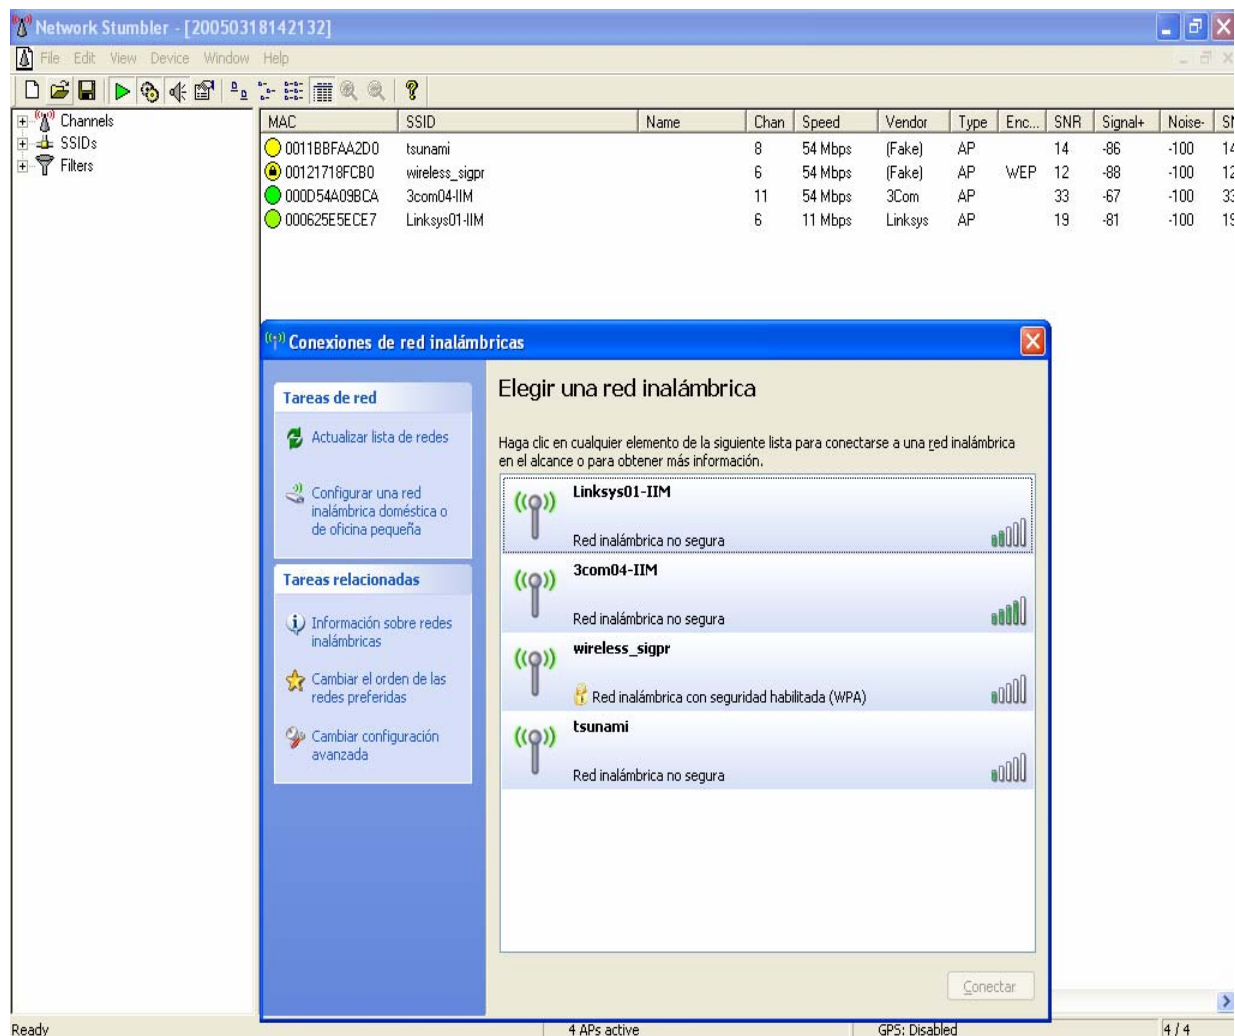 Network Stumbler - [20050318142132]
File Edit View Device Window Help
Channels
SSIDs
Filters
MAC SSID Name Chan Speed Vendor Type Enc... SNR Signal+ Noise-
0011BBFAA2D0 tsunami 8 54 Mbps (Fake) AP 14 -86 -100 14
00121718FCB0 wireless_sigpr 6 54 Mbps (Fake) AP WEP 12 -88 -100 12
000D54A09BCA 3com04-IIM 11 54 Mbps 3Com AP 33 -67 -100 33
000625E5ECE7 Linksys01-IIM 6 11 Mbps Linksys AP 19 -81 -100 19
Conexiones de red inalámbricas
Tareas de red
Actualizar lista de redes
Configurar una red
inalámbrica doméstica o
de oficina pequeña
Tareas relacionadas
Información sobre redes
inalámbricas
Cambiar el orden de las
redes preferidas
Cambiar configuración
avanzada
Elegir una red inalámbrica
Haga clic en cualquier elemento de la siguiente lista para conectarse a una red inalámbrica
en el alcance o para obtener más información.
Linksys01-IIM
Red inalámbrica no segura
3com04-IIM
Red inalámbrica no segura
wireless_sigpr
Red inalámbrica con seguridad habilitada (WPA)
tsunami
Red inalámbrica no segura
Conectar
Ready 4 APs active GPS: Disabled 4 / 4